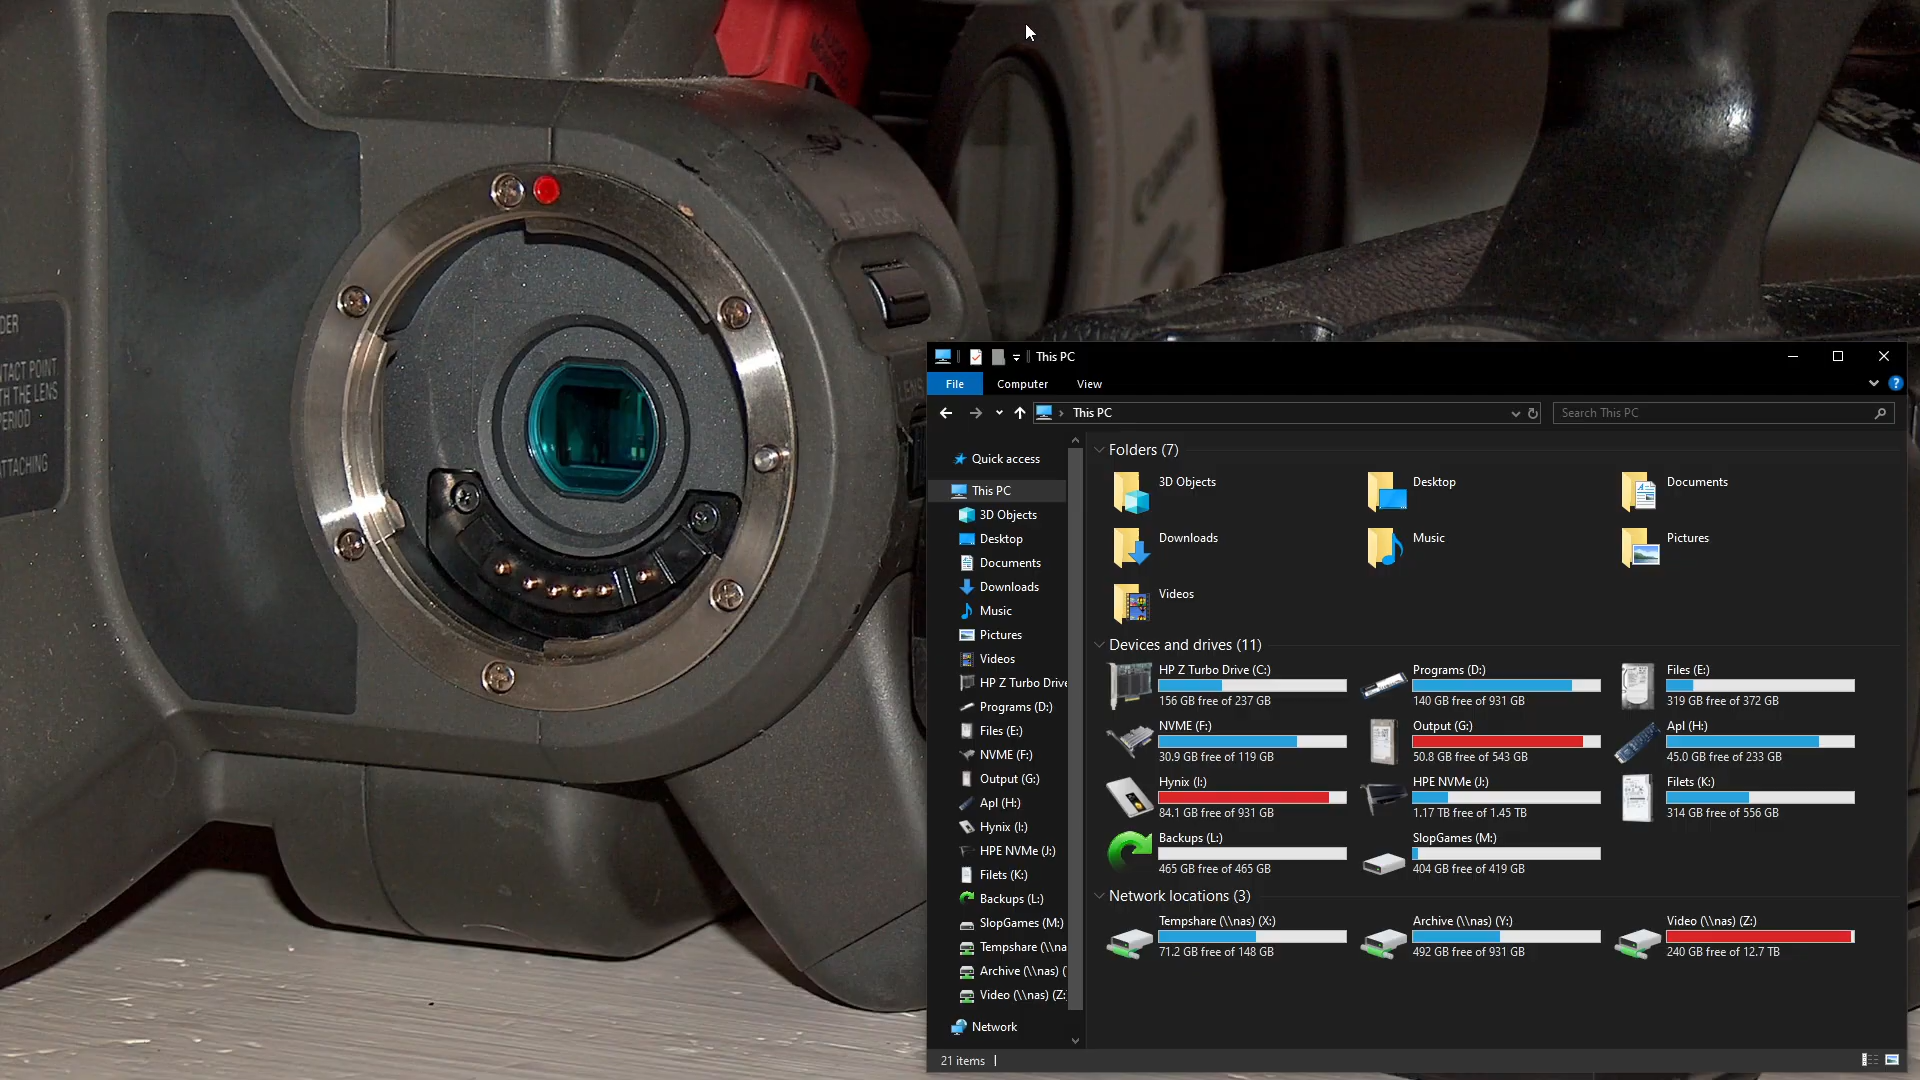 DER
NTACT POINT
TH THE LENS
PERIOD
ATTACHING
EXP. LOCK
LENS
Canon
This PC
File
Computer
View
This PC
Search This PC
Quick access
This PC
3D Objects
Desktop
Documents
Downloads
Music
Pictures
Videos
HP Z Turbo Drive
Programs (D:)
Files (E:)
NVME (F:)
Output (G:)
Apl (H:)
Hynix (I:)
HPE NVMe (J:)
Filets (K:)
Backups (L:)
SlopGames (M:)
Tempshare (\\na
Archive (\\nas) (
Video (\\nas) (Z:
Network
Folders (7)
3D Objects
Desktop
Documents
Downloads
Music
Pictures
Videos
Devices and drives (11)
HP Z Turbo Drive (C:)
156 GB free of 237 GB
Programs (D:)
140 GB free of 931 GB
Files (E:)
319 GB free of 372 GB
NVME (F:)
30.9 GB free of 119 GB
Output (G:)
50.8 GB free of 543 GB
Apl (H:)
45.0 GB free of 233 GB
Hynix (I:)
84.1 GB free of 931 GB
HPE NVMe (J:)
1.17 TB free of 1.45 TB
Filets (K:)
314 GB free of 556 GB
Backups (L:)
465 GB free of 465 GB
SlopGames (M:)
404 GB free of 419 GB
Network locations (3)
Tempshare (\\nas) (X:)
71.2 GB free of 148 GB
Archive (\\nas) (Y:)
492 GB free of 931 GB
Video (\\nas) (Z:)
240 GB free of 12.7 TB
21 items